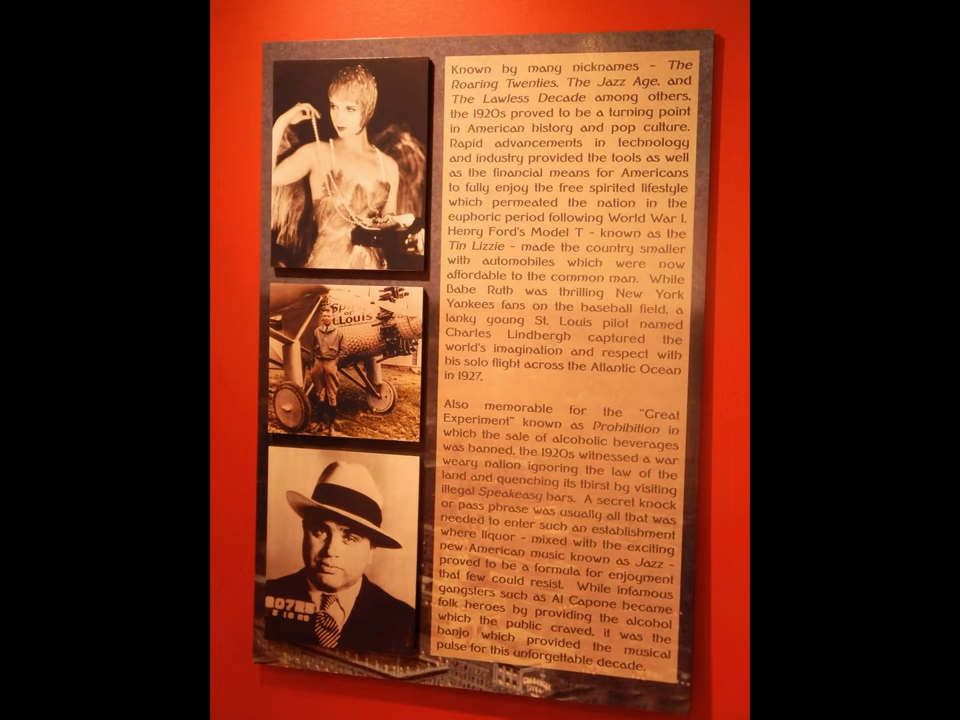 Known by many nicknames - The
Roaring Twenties, The Jazz Age, and
The Lawless Decade among others,
the 1920s proved to be a turning point
in American history and pop culture.
Rapid advancements in technology
and industry provided the tools as well
as the financial means for Americans
to fully enjoy the free spirited lifestyle
which permeated the nation in the
euphoric period following World War I.
Henry Ford's Model T - known as the
Tin Lizzie - made the country smaller
with automobiles which were now
affordable to the common man. While
Babe Ruth was thrilling New York
Yankees fans on the baseball field, a
lanky young St. Louis pilot named
Charles Lindbergh captured the
world's imagination and respect with
his solo flight across the Atlantic Ocean
in 1927.
Also memorable for the "Great
Experiment" known as Prohibition in
which the sale of alcoholic beverages
was banned, the 1920s witnessed a war
weary nation ignoring the law of the
land and quenching its thirst by visiting
illegal Speakeasy bars. A secret knock
or pass phrase was usually all that was
needed to enter such an establishment
where liquor - mixed with the exciting
new American music known as Jazz -
proved to be a formula for enjoyment
that few could resist. While infamous
gangsters such as Al Capone became
folk heroes by providing the alcohol
which the public craved, it was the
banjo which provided the musical
pulse for this unforgettable decade.
Spirit
of
St. Louis